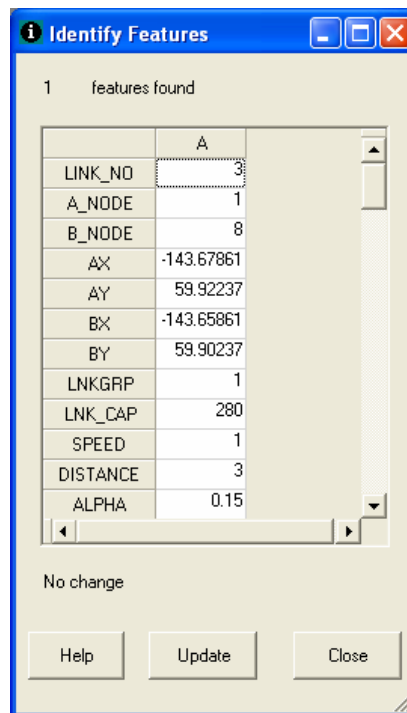 Identify Features
1 features found
A
LINK_NO 3
A_NODE 1
B_NODE 8
AX -143.67861
AY 59.92237
BX -143.65861
BY 59.90237
LNKGRP 1
LNK_CAP 280
SPEED 1
DISTANCE 3
ALPHA 0.15
No change
Help Update Close